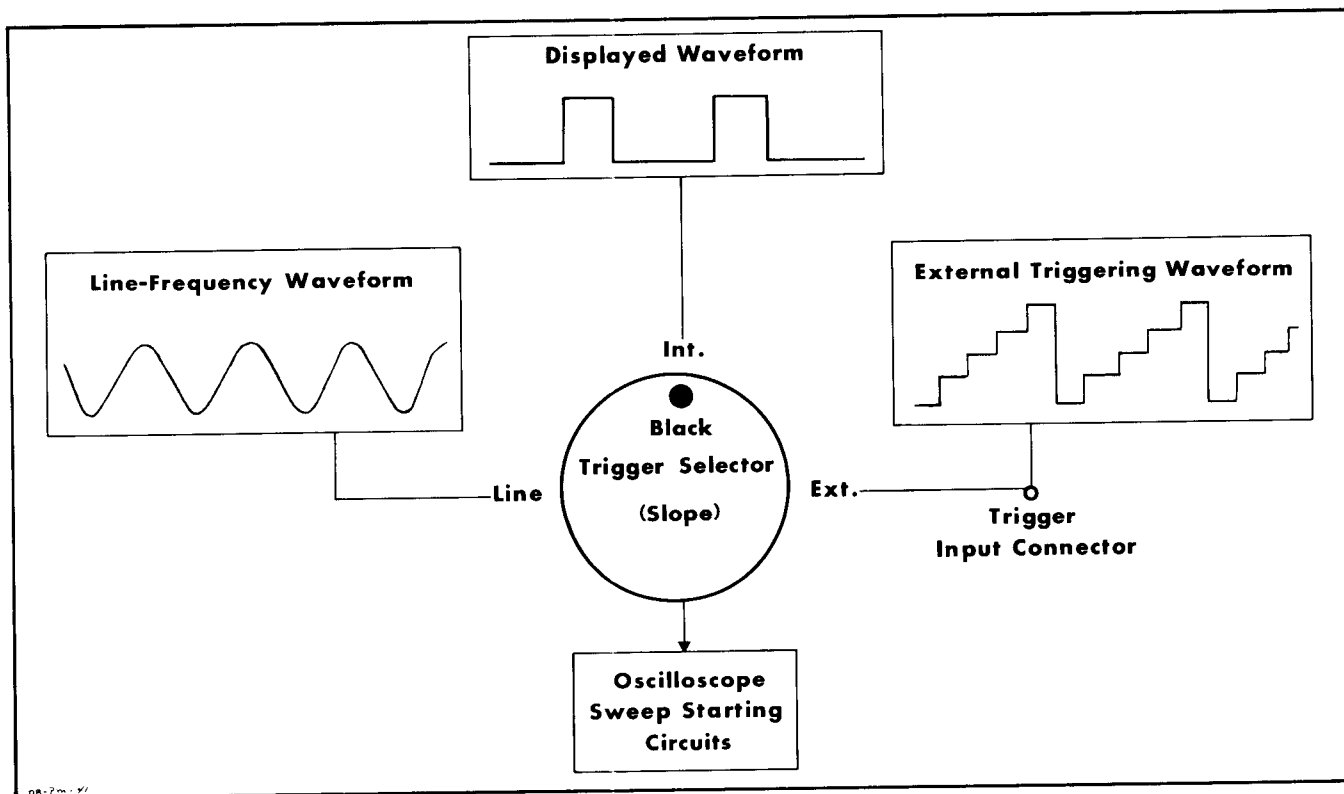 Displayed Waveform
Line-Frequency Waveform
External Triggering Waveform
Int.
Black
Trigger Selector
(Slope)
Line
Ext.
Trigger
Input Connector
Oscilloscope
Sweep Starting
Circuits